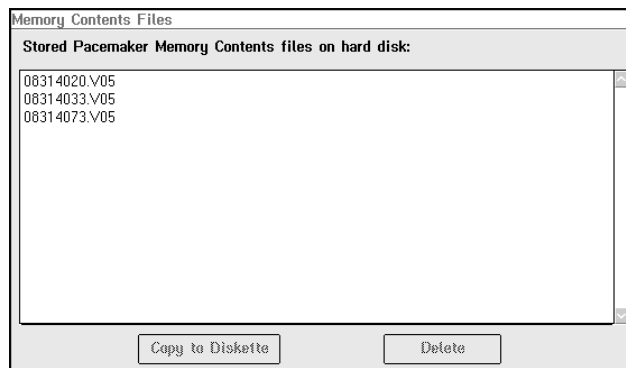 Memory Contents Files
Stored Pacemaker Memory Contents files on hard disk:
08314020.V05
08314033.V05
08314073.V05
Copy to Diskette
Delete